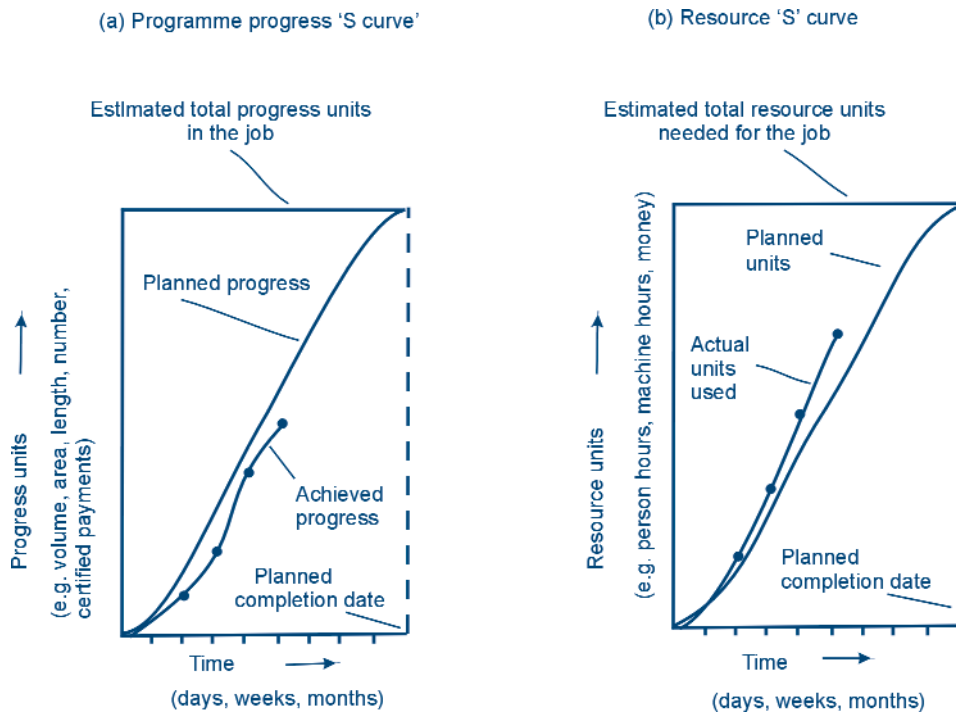 (a) Programme progress ‘S curve’
Estlmated total progress units
in the job
Planned progress
Achieved
progress
Planned
completion date
Progress units
(e.g. volume, area, length, number,
certified payments)
Time
(days, weeks, months)
(b) Resource ‘S’ curve
Estimated total resource units
needed for the job
Planned
units
Actual
units
used
Planned
completion date
Resource units
(e.g. person hours, machine hours, money)
Time
(days, weeks, months)